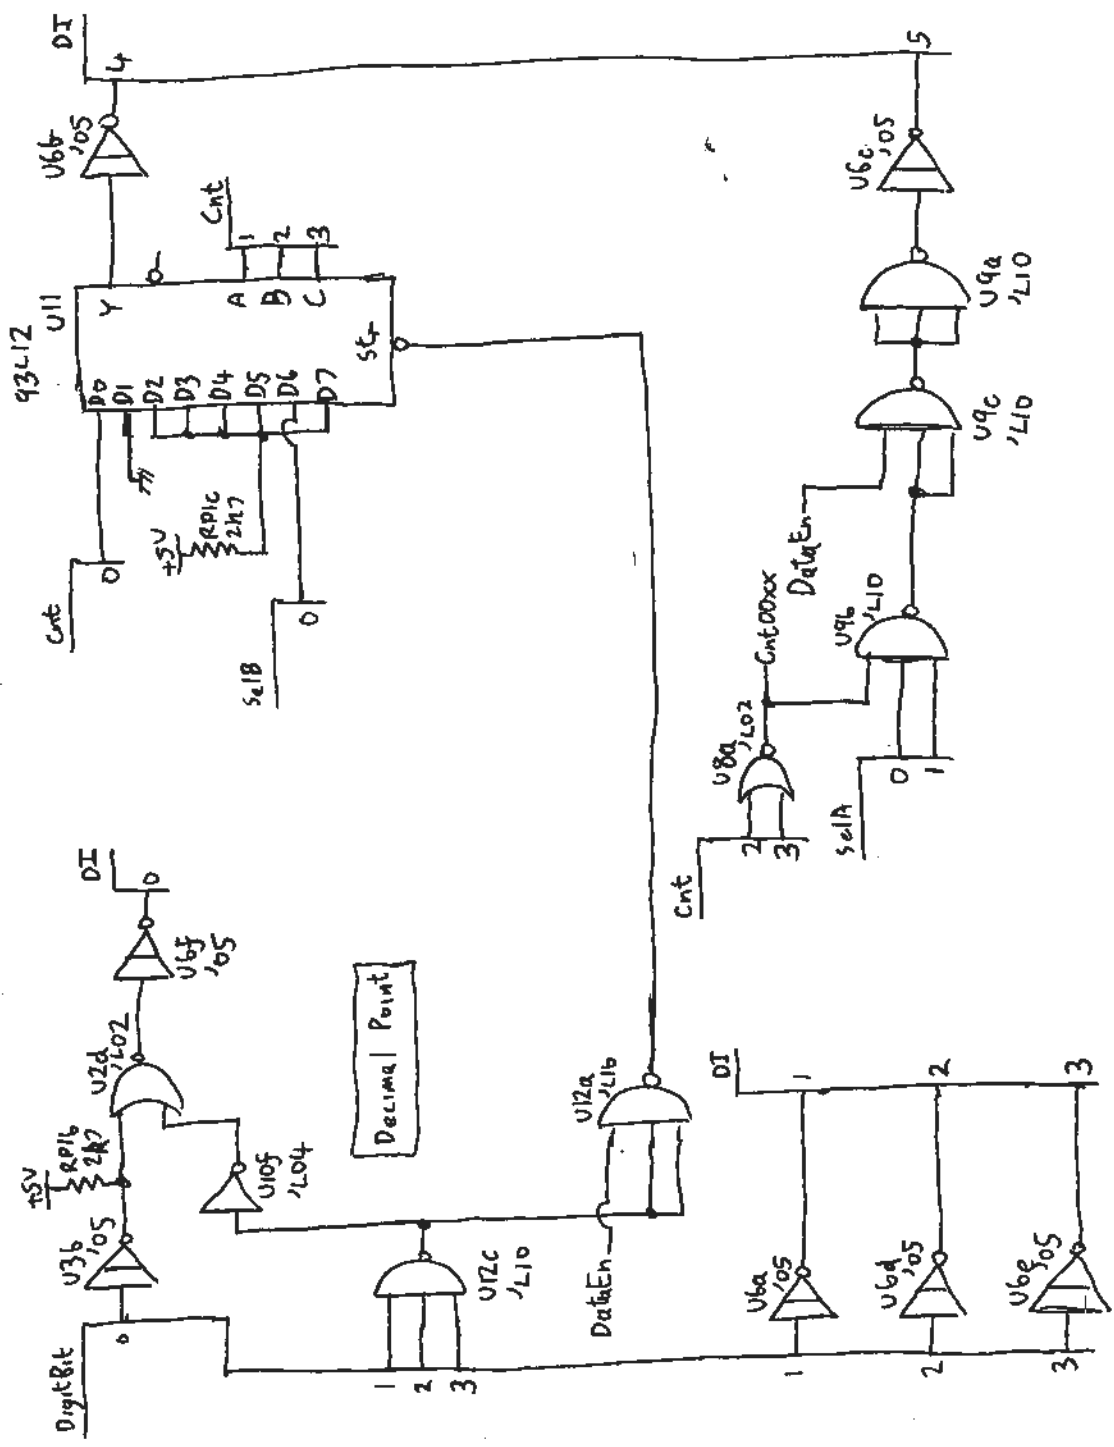 DigitBit
0
U3b
'05
+5V
RP1b
2k7
U2d
'L02
U6f
'05
DI
0
U10f
'L04
1
2
3
U12c
'L10
Decimal Point
DataEn
U12a
'L10
1
2
3
U6a
'05
U6d
'05
U6e
'05
DI
1
2
3
Cnt
0
+5V
RP1c
2k7
SelB
0
93L12
U11
D0
D1
D2
D3
D4
D5
D6
D7
Y
A
B
C
Str
Cnt
1
2
3
U6b
'05
DI
4
5
Cnt
2
3
U8a
'L02
Cnt00xx
SelA
0
1
U9b
'L10
DataEn
U9c
'L10
U9a
'L10
U6c
'05